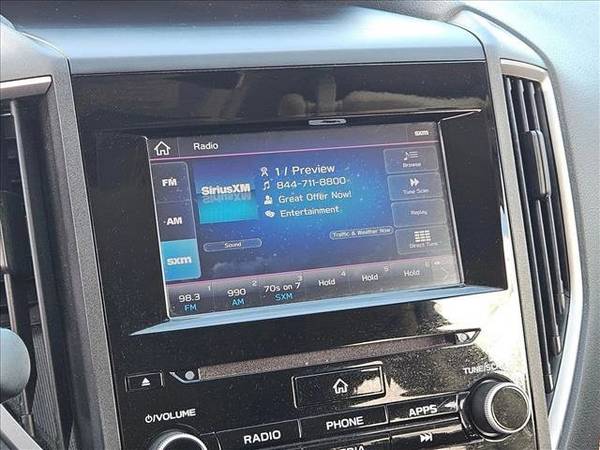 Radio
sxm
FM
AM
sxm
SiriusXM
1 / Preview
844-711-8800
Great Offer Now!
Entertainment
Sound
Traffic & Weather Now
Browse
Tune Scan
Replay
Direct Tune
1
98.3
FM
2
990
AM
3
70s on 7
SXM
4
Hold
5
Hold
6
Hold
VOLUME
TUNE/
RADIO
PHONE
APPS